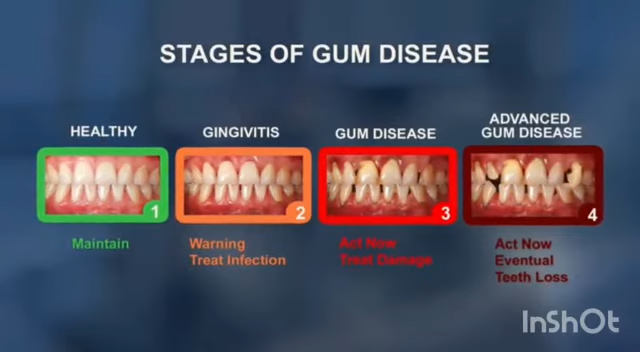 STAGES OF GUM DISEASE
HEALTHY
GINGIVITIS
GUM DISEASE
ADVANCED
GUM DISEASE
1
2
3
4
Maintain
Warning
Treat Infection
Act Now
Treat Damage
Act Now
Eventual
Teeth Loss
InShOt